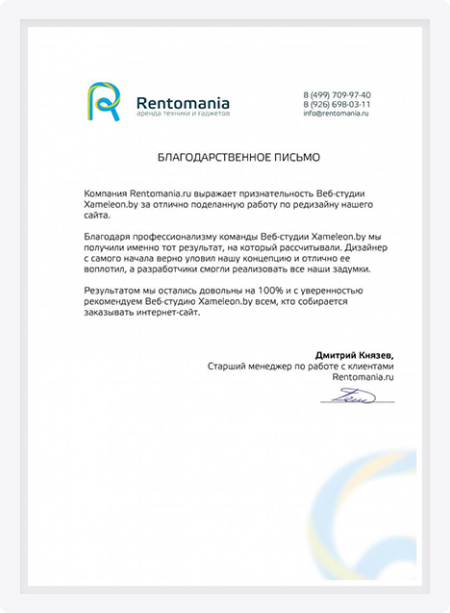 Rentomania
аренда техники и гаджетов
8 (499) 709-97-40
8 (926) 698-03-11
info@rentomania.ru
БЛАГОДАРСТВЕННОЕ ПИСЬМО
Компания Rentomania.ru выражает признательность Веб-студии
Xameleon.by за отлично поделанную работу по редизайну нашего
сайта.
Благодаря профессионализму команды Веб-студии Xameleon.by мы
получили именно тот результат, на который рассчитывали. Дизайнер
с самого начала верно уловил нашу концепцию и отлично ее
воплотил, а разработчики смогли реализовать все наши задумки.
Результатом мы остались довольны на 100% и с уверенностью
рекомендуем Веб-студию Xameleon.by всем, кто собирается
заказывать интернет-сайт.
Дмитрий Князев,
Старший менеджер по работе с клиентами
Rentomania.ru